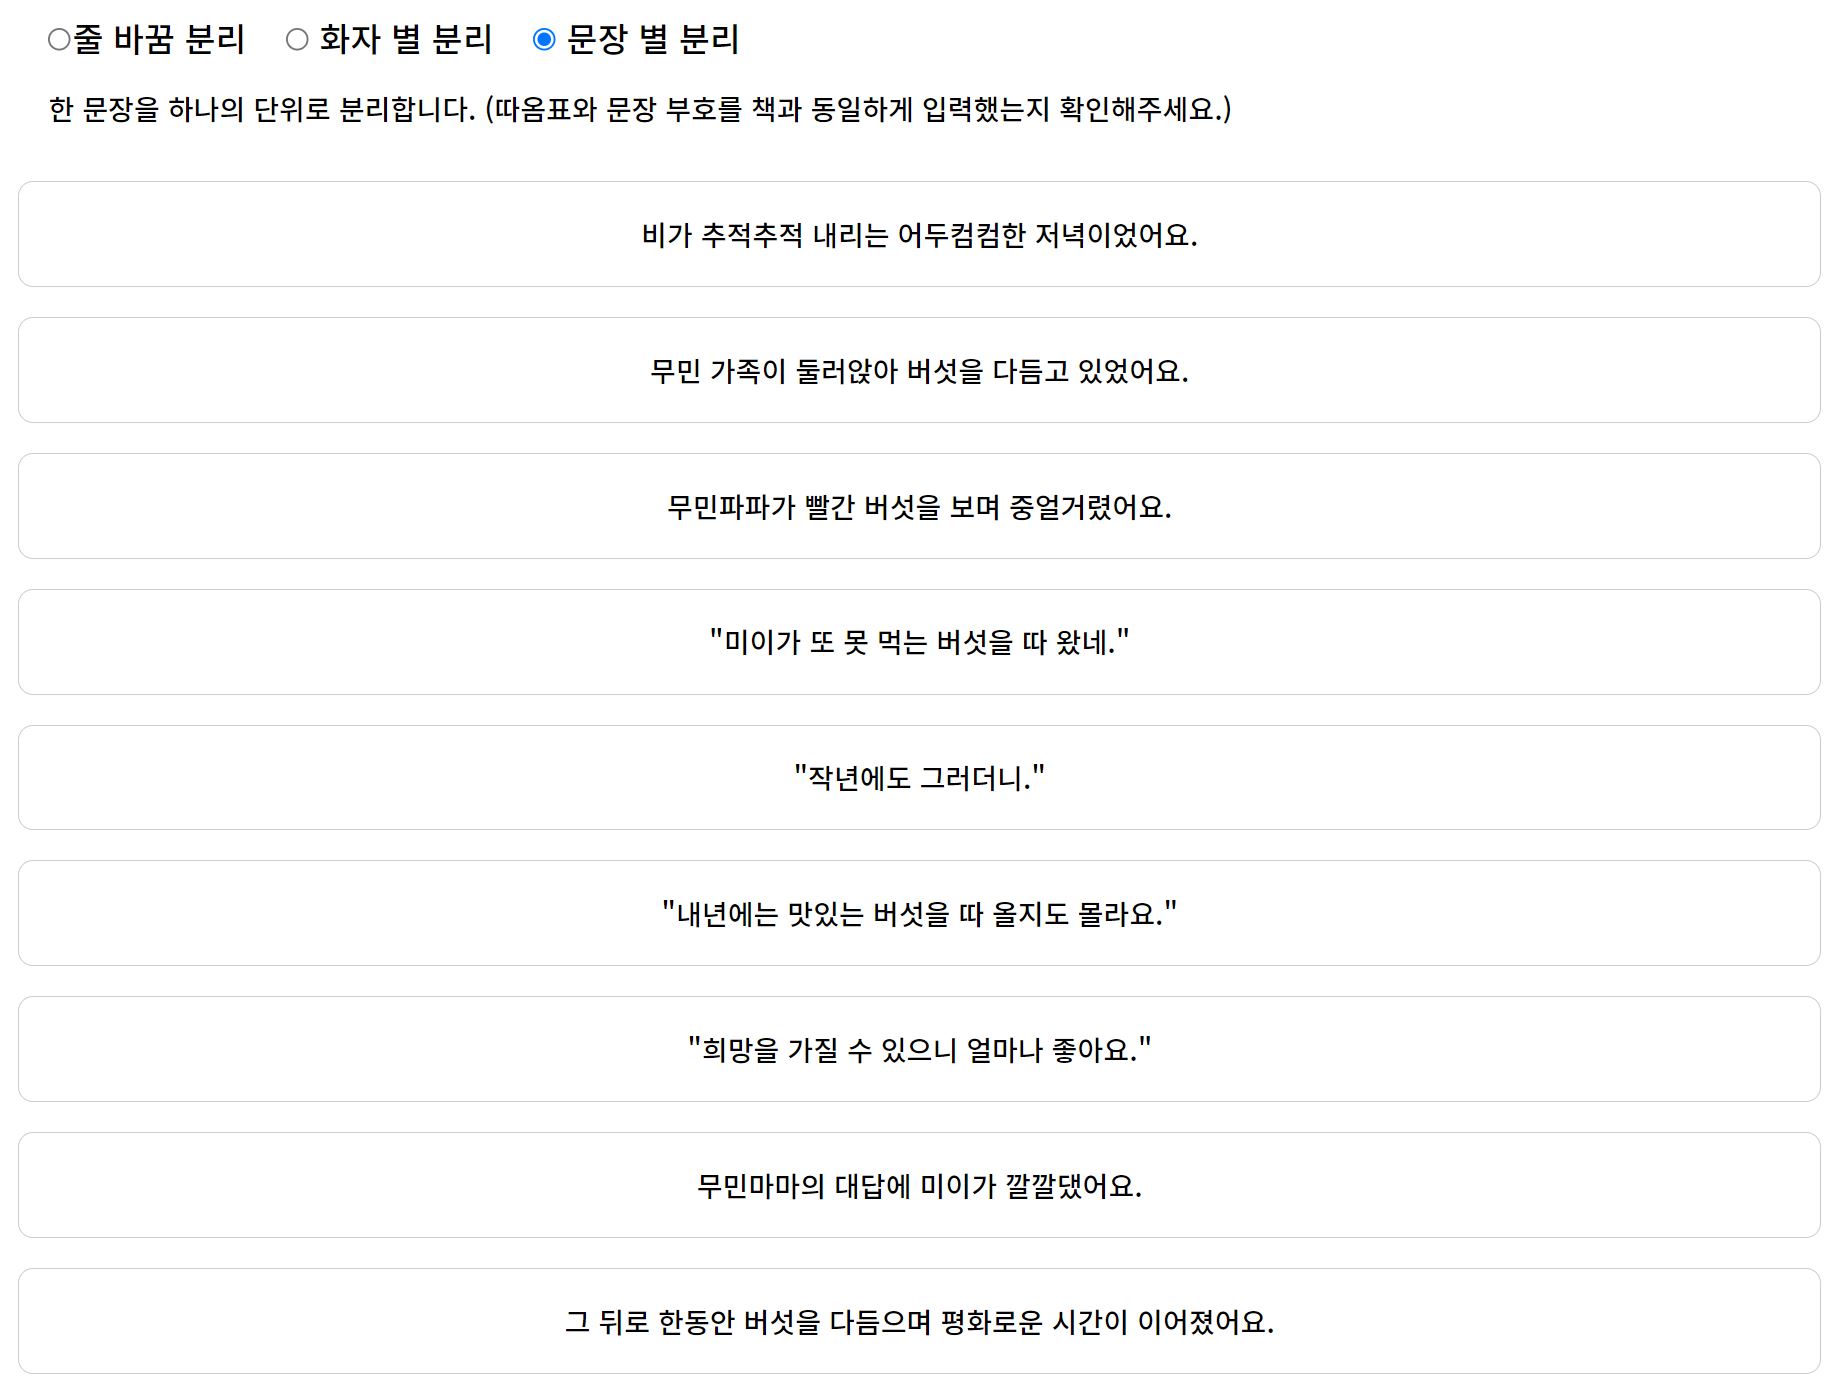 줄 바꿈 분리 화자 별 분리 문장 별 분리
한 문장을 하나의 단위로 분리합니다. (따옴표와 문장 부호를 책과 동일하게 입력했는지 확인해주세요.)
비가 추적추적 내리는 어두컴컴한 저녁이었어요.
무민 가족이 둘러앉아 버섯을 다듬고 있었어요.
무민파파가 빨간 버섯을 보며 중얼거렸어요.
"미이가 또 못 먹는 버섯을 따 왔네."
"작년에도 그러더니."
"내년에는 맛있는 버섯을 따 올지도 몰라요."
"희망을 가질 수 있으니 얼마나 좋아요."
무민마마의 대답에 미이가 깔깔댔어요.
그 뒤로 한동안 버섯을 다듬으며 평화로운 시간이 이어졌어요.